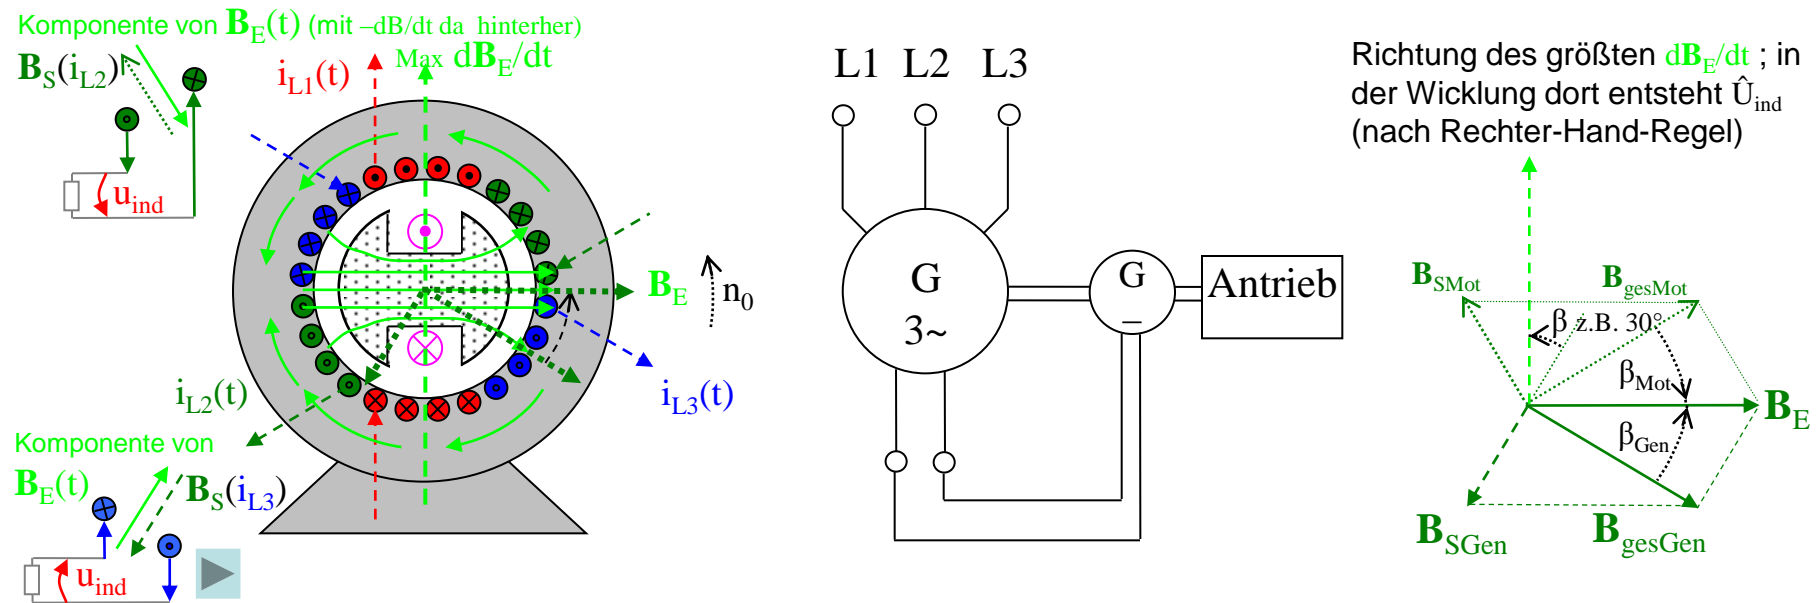 Komponente von B_E(t) (mit –dB/dt da hinterher)
B_S(i_L2)
u_ind
i_L1(t)
Max dB_E/dt
B_E
n_0
i_L2(t)
i_L3(t)
Komponente von
B_E(t)
B_S(i_L3)
u_ind
L1 L2 L3
G
3~
G
–
Antrieb
Richtung des größten dB_E/dt ; in
der Wicklung dort entsteht Û_ind
(nach Rechter-Hand-Regel)
B_SMot
B_gesMot
β z.B. 30°
β_Mot
B_E
β_Gen
B_SGen
B_gesGen